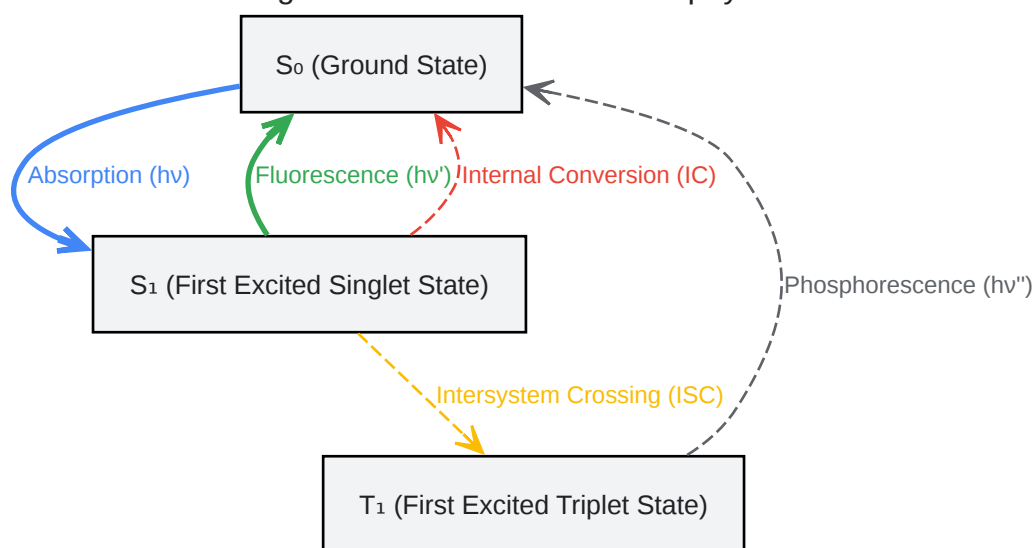 S₀ (Ground State)
Absorption (hν)
Fluorescence (hν')
Internal Conversion (IC)
S₁ (First Excited Singlet State)
Phosphorescence (hν'')
Intersystem Crossing (ISC)
T₁ (First Excited Triplet State)